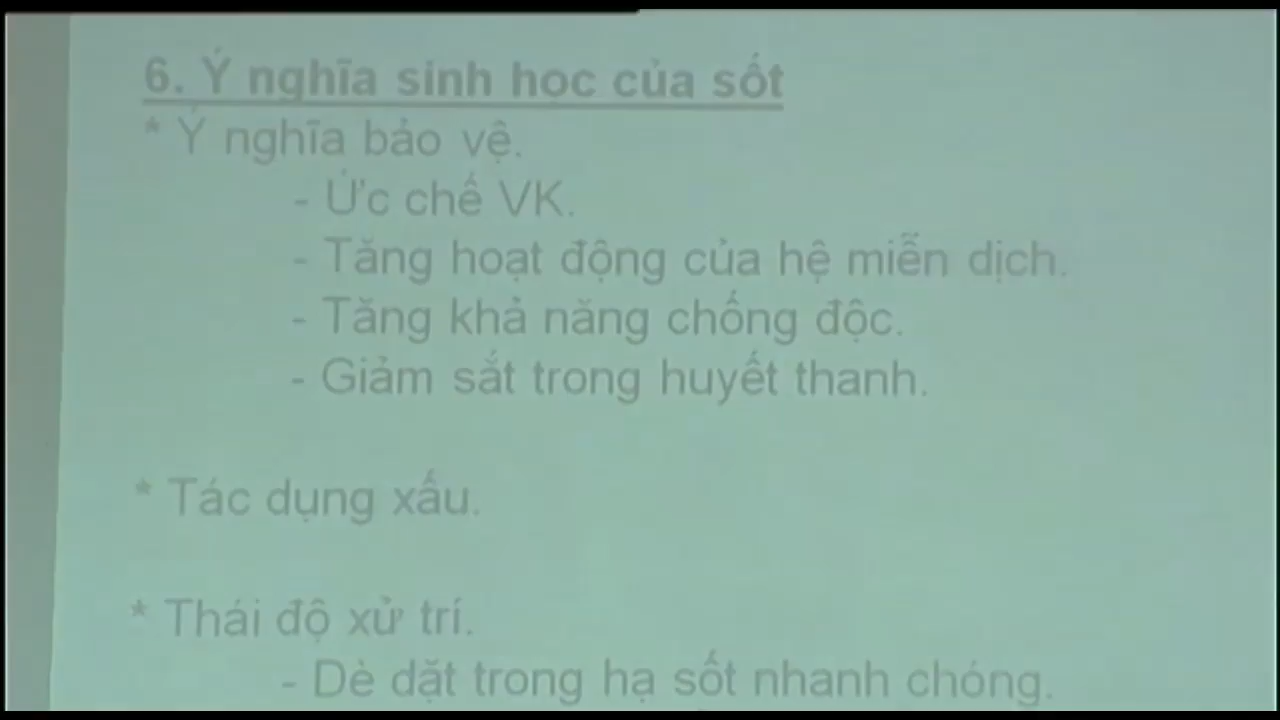 6. Ý nghĩa sinh học của sốt
* Ý nghĩa bảo vệ.
- Ức chế VK.
- Tăng hoạt động của hệ miễn dịch.
- Tăng khả năng chống độc.
- Giảm sắt trong huyết thanh.
* Tác dụng xấu.
* Thái độ xử trí.
- Dè dặt trong hạ sốt nhanh chóng.